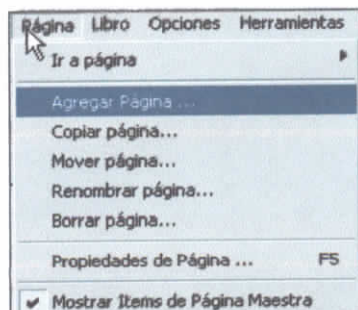 Página Libro Opciones Herramientas
Ir a página
Agregar Página ...
Copiar página...
Mover página...
Renombrar página...
Borrar página...
Propiedades de Página ... F5
Mostrar Items de Página Maestra